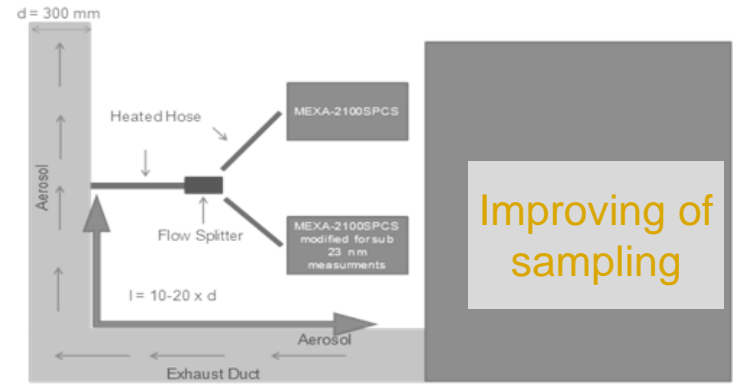 d = 300 mm
Heated Hose
MEXA-2100SPCS
Aerosol
Flow Splitter
MEXA-2100SPCS
modified for sub
23 nm
measurments
l = 10-20 x d
Aerosol
Exhaust Duct
Improving of
sampling